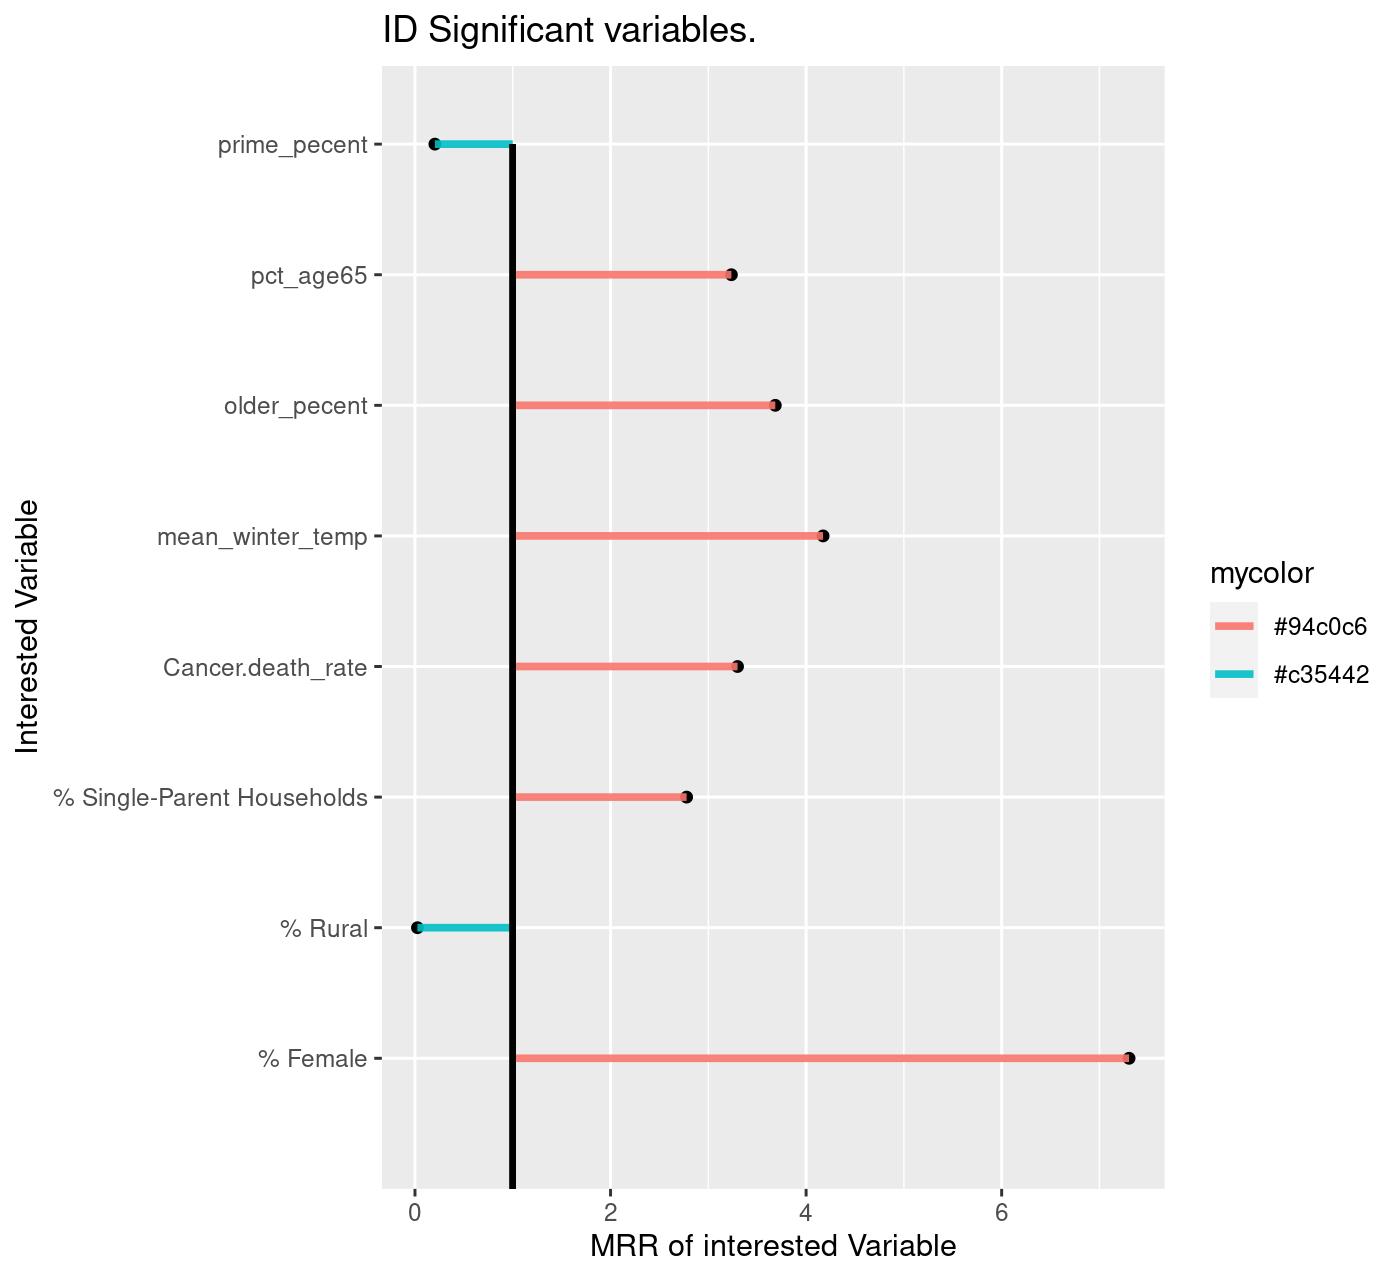 ID Significant variables.
prime_pecent
pct_age65
older_pecent
mean_winter_temp
Cancer.death_rate
% Single-Parent Households
% Rural
% Female
Interested Variable
0 2 4 6
MRR of interested Variable
mycolor
#94c0c6
#c35442